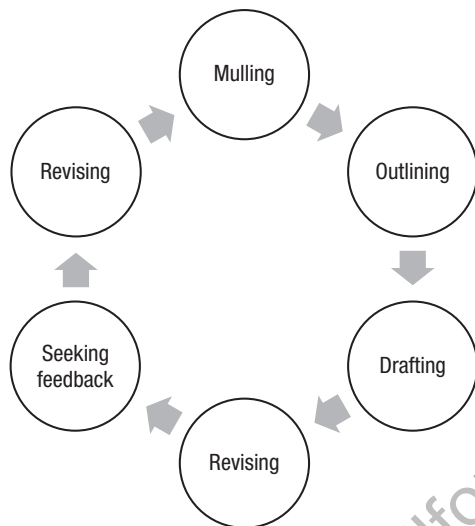 Mulling
Outlining
Drafting
Revising
Seeking
feedback
Revising